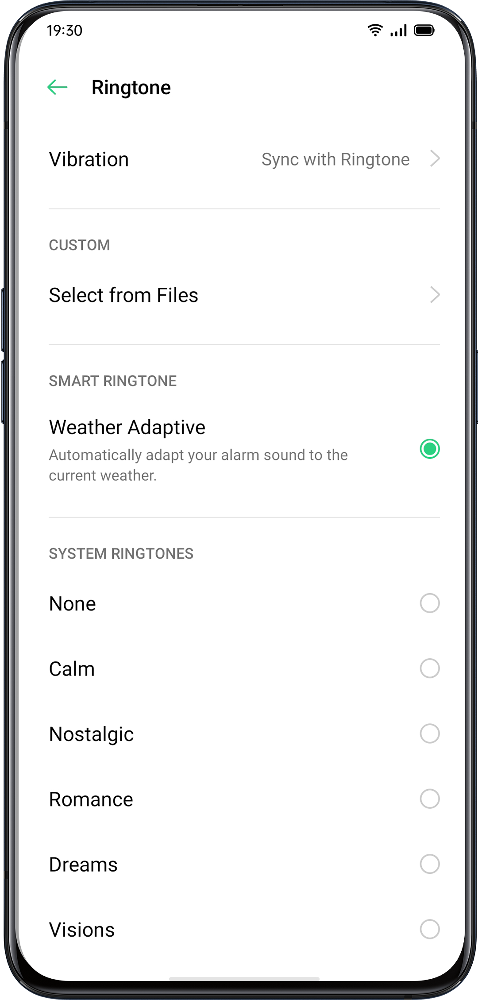 19:30
Ringtone
Vibration Sync with Ringtone
CUSTOM
Select from Files
SMART RINGTONE
Weather Adaptive
Automatically adapt your alarm sound to the
current weather.
SYSTEM RINGTONES
None
Calm
Nostalgic
Romance
Dreams
Visions